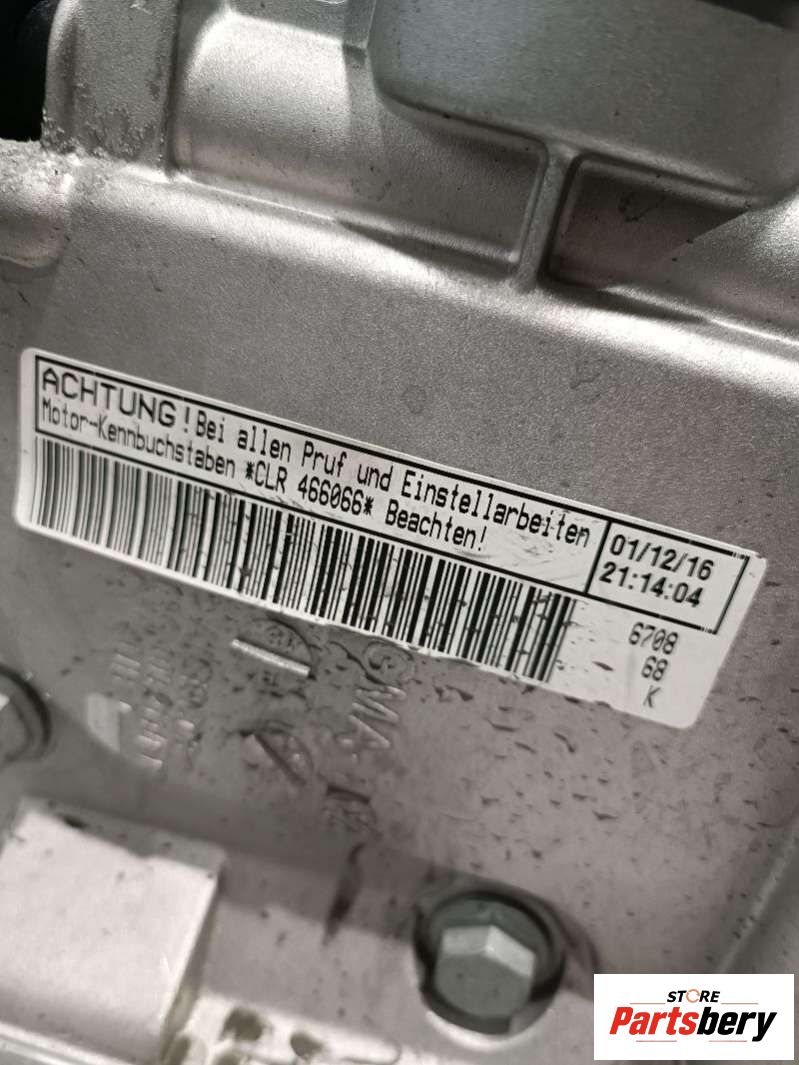 ACHTUNG! Bei allen Pruf und Einstellarbeiten
Motor-Kennbuchstaben *CLR 466066* Beachten!
01/12/16
21:14:04
6708
68
K
STORE
Partsbery